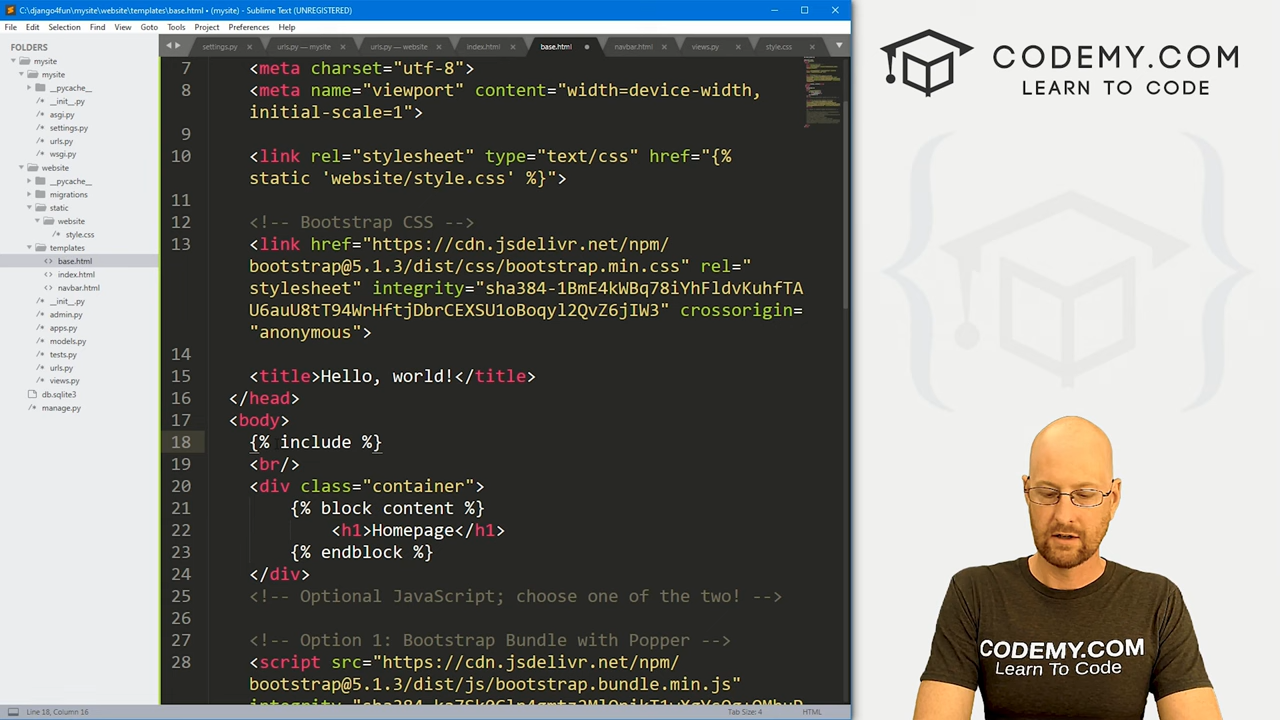 C:\django4fun\mysite\website\templates\base.html • (mysite) - Sublime Text (UNREGISTERED)
File Edit Selection Find View Goto Tools Project Preferences Help
FOLDERS
mysite
mysite
__pycache__
__init__.py
asgi.py
settings.py
urls.py
wsgi.py
website
__pycache__
migrations
static
website
style.css
templates
base.html
index.html
navbar.html
__init__.py
admin.py
apps.py
models.py
tests.py
urls.py
views.py
db.sqlite3
manage.py
settings.py urls.py — mysite urls.py — website index.html base.html navbar.html views.py style.css
7 <meta charset="utf-8">
8 <meta name="viewport" content="width=device-width,
initial-scale=1">
9
10 <link rel="stylesheet" type="text/css" href="{%
static 'website/style.css' %}">
11
12 <!-- Bootstrap CSS -->
13 <link href="https://cdn.jsdelivr.net/npm/
bootstrap@5.1.3/dist/css/bootstrap.min.css" rel="
stylesheet" integrity="sha384-1BmE4kWBq78iYhFldvKuhfTA
U6auU8tT94WrHftjDbrCEXSU1oBoqyl2QvZ6jIW3" crossorigin=
"anonymous">
14
15 <title>Hello, world!</title>
16 </head>
17 <body>
18 {% include %}
19 <br/>
20 <div class="container">
21 {% block content %}
22 <h1>Homepage</h1>
23 {% endblock %}
24 </div>
25 <!-- Optional JavaScript; choose one of the two! -->
26
27 <!-- Option 1: Bootstrap Bundle with Popper -->
28 <script src="https://cdn.jsdelivr.net/npm/
bootstrap@5.1.3/dist/js/bootstrap.bundle.min.js"
Line 18, Column 16
Tab Size: 4
HTML
CODEMY.COM
LEARN TO CODE
CODEMY.COM
Learn To Code